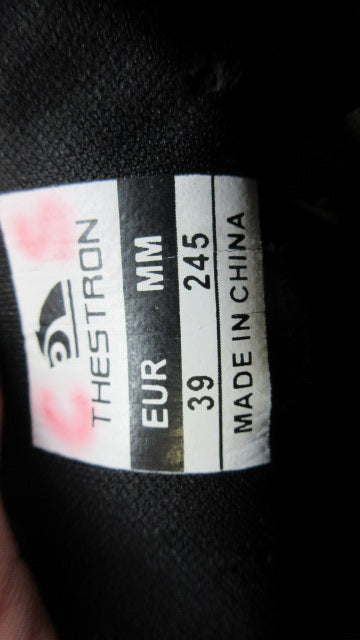 THESTRON
EUR MM
39 245
MADE IN CHINA